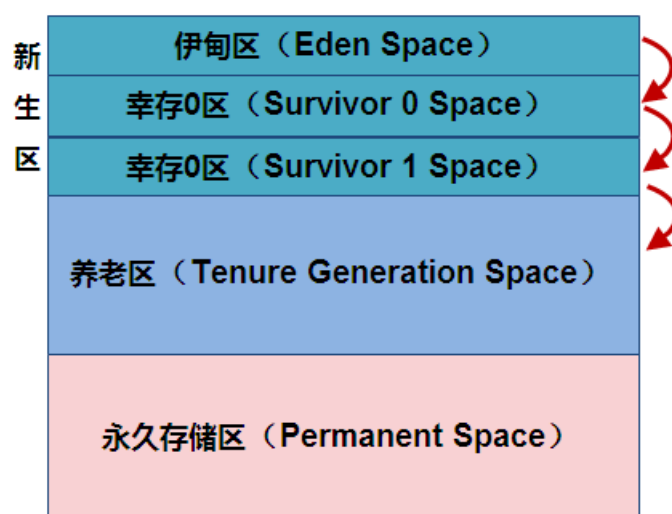 新生区
伊甸区（Eden Space）
幸存0区（Survivor 0 Space）
幸存0区（Survivor 1 Space）
养老区（Tenure Generation Space）
永久存储区（Permanent Space）